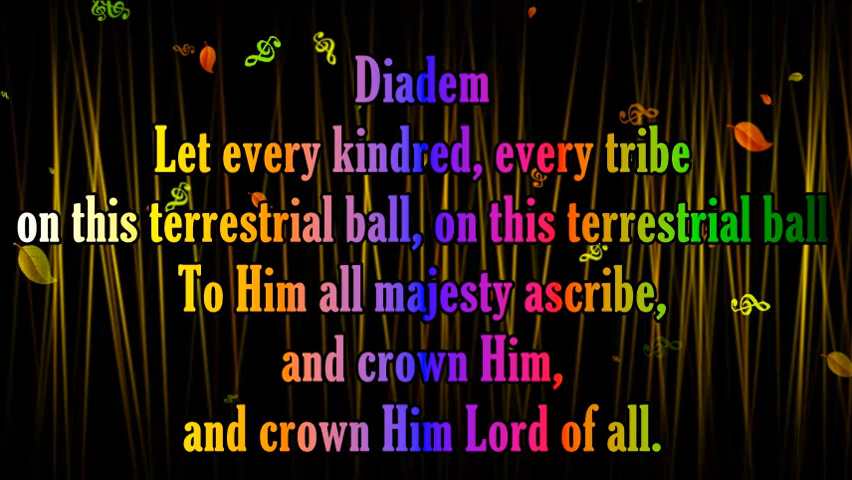 Diadem
Let every kindred, every tribe
on this terrestrial ball, on this terrestrial ball
To Him all majesty ascribe,
and crown Him,
and crown Him Lord of all.